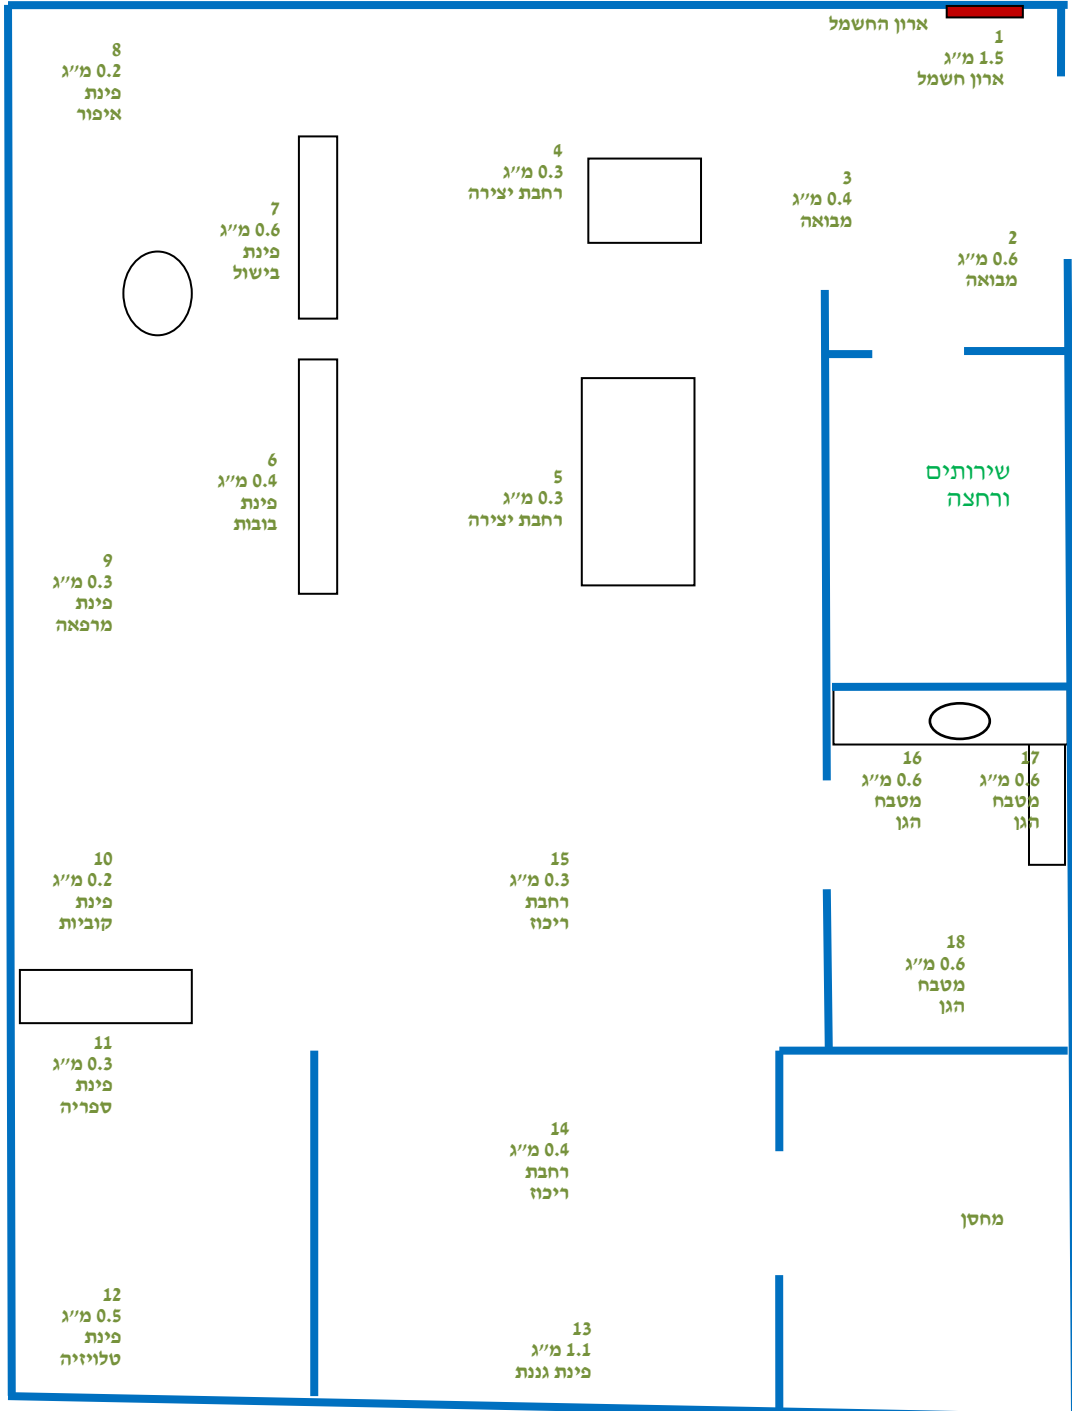 ארון החשמל
1
1.5 מ״ג
ארון חשמל
2
0.6 מ״ג
מבואה
3
0.4 מ״ג
מבואה
4
0.3 מ״ג
רחבת יצירה
5
0.3 מ״ג
רחבת יצירה
6
0.4 מ״ג
פינת
בובות
7
0.6 מ״ג
פינת
בישול
8
0.2 מ״ג
פינת
איפור
9
0.3 מ״ג
פינת
מרפאה
10
0.2 מ״ג
פינת
קוביות
11
0.3 מ״ג
פינת
ספריה
12
0.5 מ״ג
פינת
טלויזיה
13
1.1 מ״ג
פינת גננת
14
0.4 מ״ג
רחבת
ריכוז
15
0.3 מ״ג
רחבת
ריכוז
16
0.6 מ״ג
מטבח
הגן
17
0.6 מ״ג
מטבח
הגן
18
0.6 מ״ג
מטבח
הגן
שירותים
ורחצה
מחסן